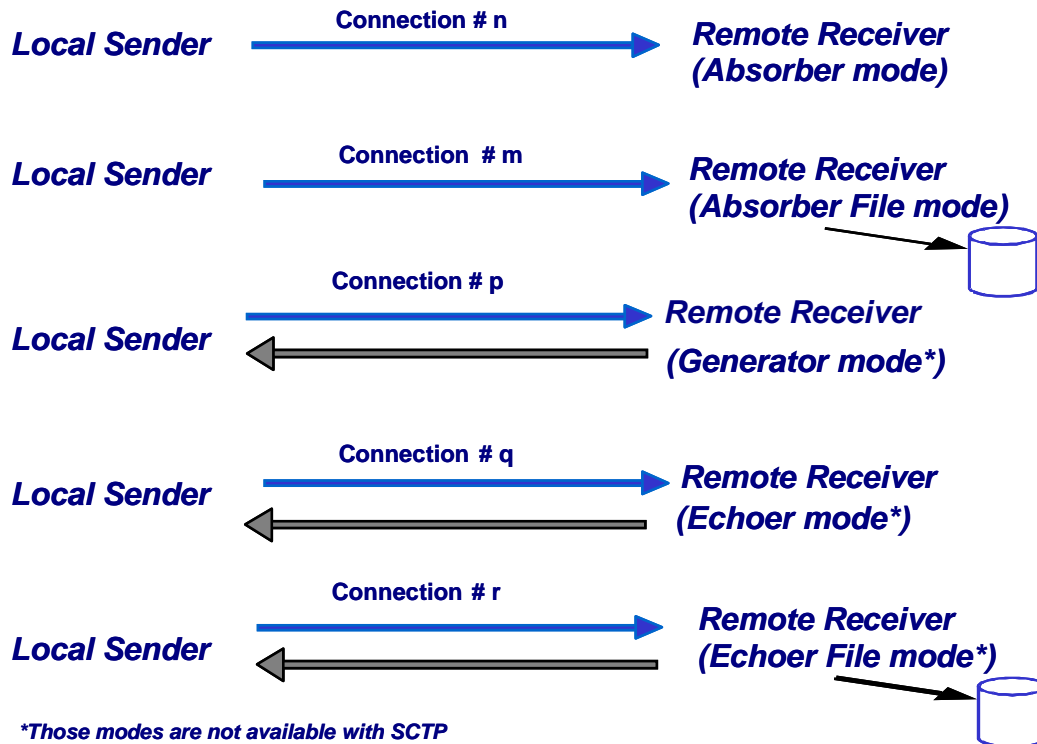 Connection # n
Local Sender
Remote Receiver
(Absorber mode)
Connection # m
Local Sender
Remote Receiver
(Absorber File mode)
Connection # p
Local Sender
Remote Receiver
(Generator mode*)
Connection # q
Local Sender
Remote Receiver
(Echoer mode*)
Connection # r
Local Sender
Remote Receiver
(Echoer File mode*)
*Those modes are not available with SCTP